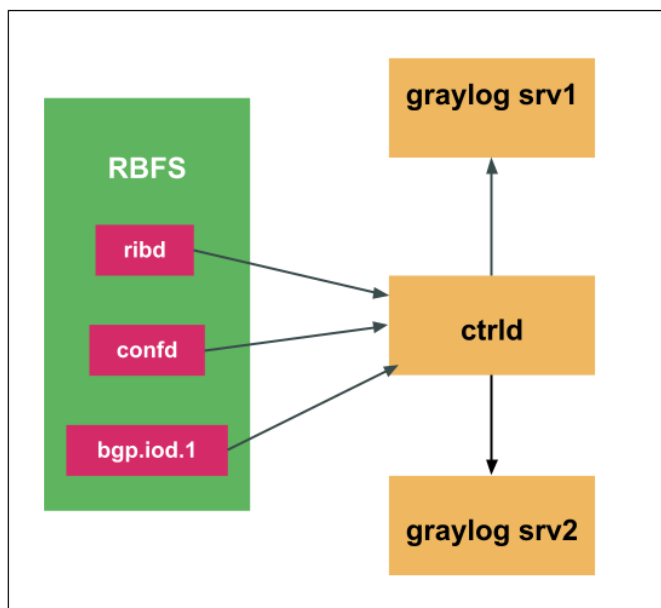 RBFS
ribd
confd
bgp.iod.1
graylog srv1
ctrld
graylog srv2